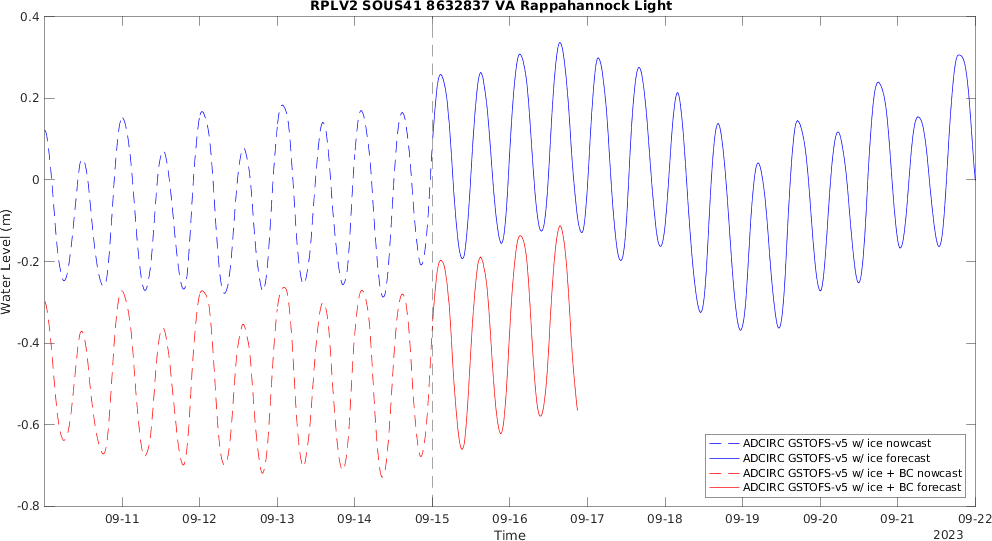 RPLV2 SOUS41 8632837 VA Rappahannock Light
0.4
0.2
0
-0.2
-0.4
-0.6
-0.8
Water Level (m)
ADCIRC GSTOFS-v5 w/ ice nowcast
ADCIRC GSTOFS-v5 w/ ice forecast
ADCIRC GSTOFS-v5 w/ ice + BC nowcast
ADCIRC GSTOFS-v5 w/ ice + BC forecast
09-11 09-12 09-13 09-14 09-15 09-16 09-17 09-18 09-19 09-20 09-21 09-22
Time
2023